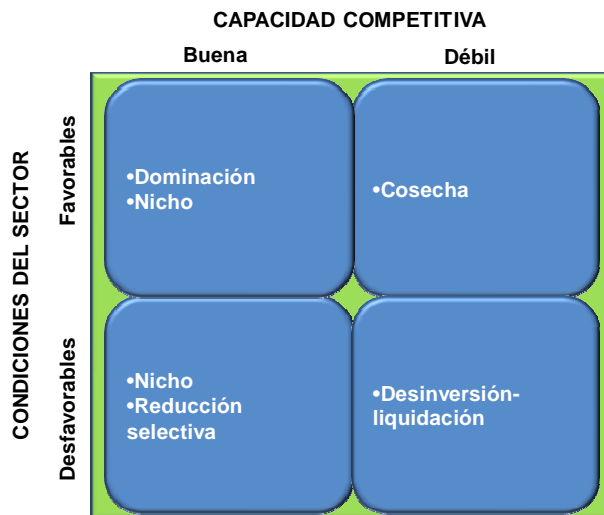 CAPACIDAD COMPETITIVA
Buena
Débil
CONDICIONES DEL SECTOR
Favorables
•Dominación
•Nicho
•Cosecha
Desfavorables
•Nicho
•Reducción
selectiva
•Desinversión-
liquidación